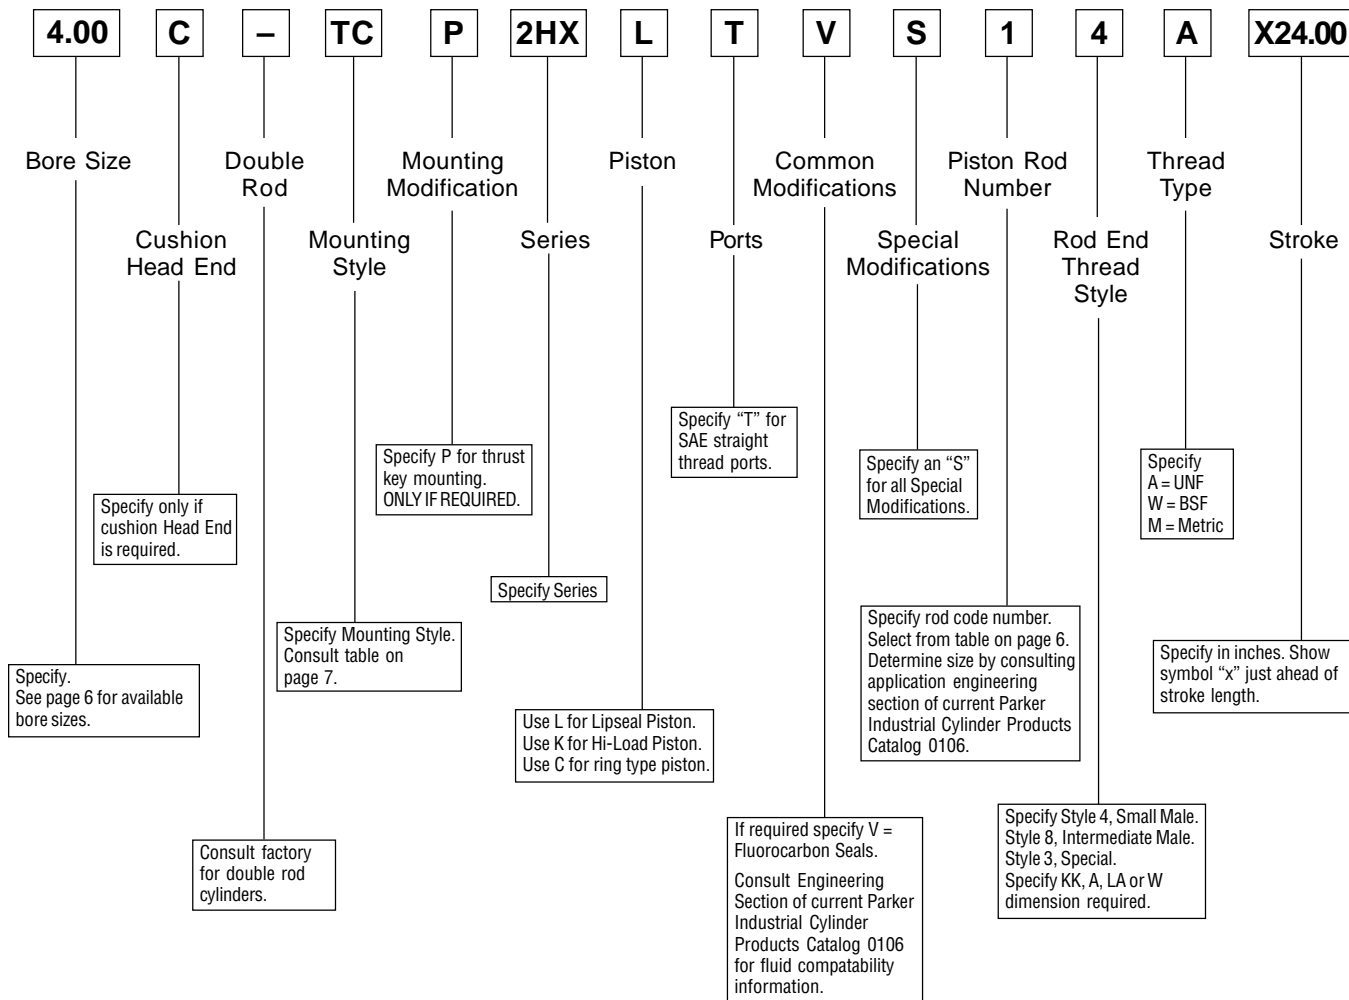 4.00 C – TC P 2HX L T V S 1 4 A X24.00
Bore Size
Double
Rod
Mounting
Modification
Piston
Common
Modifications
Piston Rod
Number
Thread
Type
Cushion
Head End
Mounting
Style
Series
Ports
Special
Modifications
Rod End
Thread
Style
Stroke
Specify “T” for
SAE straight
thread ports.
Specify P for thrust
key mounting.
ONLY IF REQUIRED.
Specify an “S”
for all Special
Modifications.
Specify
A = UNF
W = BSF
M = Metric
Specify only if
cushion Head End
is required.
Specify Series
Specify rod code number.
Select from table on page 6.
Determine size by consulting
application engineering
section of current Parker
Industrial Cylinder Products
Catalog 0106.
Specify Mounting Style.
Consult table on
page 7.
Specify in inches. Show
symbol “x” just ahead of
stroke length.
Specify.
See page 6 for available
bore sizes.
Use L for Lipseal Piston.
Use K for Hi-Load Piston.
Use C for ring type piston.
Specify Style 4, Small Male.
Style 8, Intermediate Male.
Style 3, Special.
Specify KK, A, LA or W
dimension required.
If required specify V =
Fluorocarbon Seals.
Consult Engineering
Section of current Parker
Industrial Cylinder
Products Catalog 0106
for fluid compatability
information.
Consult factory
for double rod
cylinders.